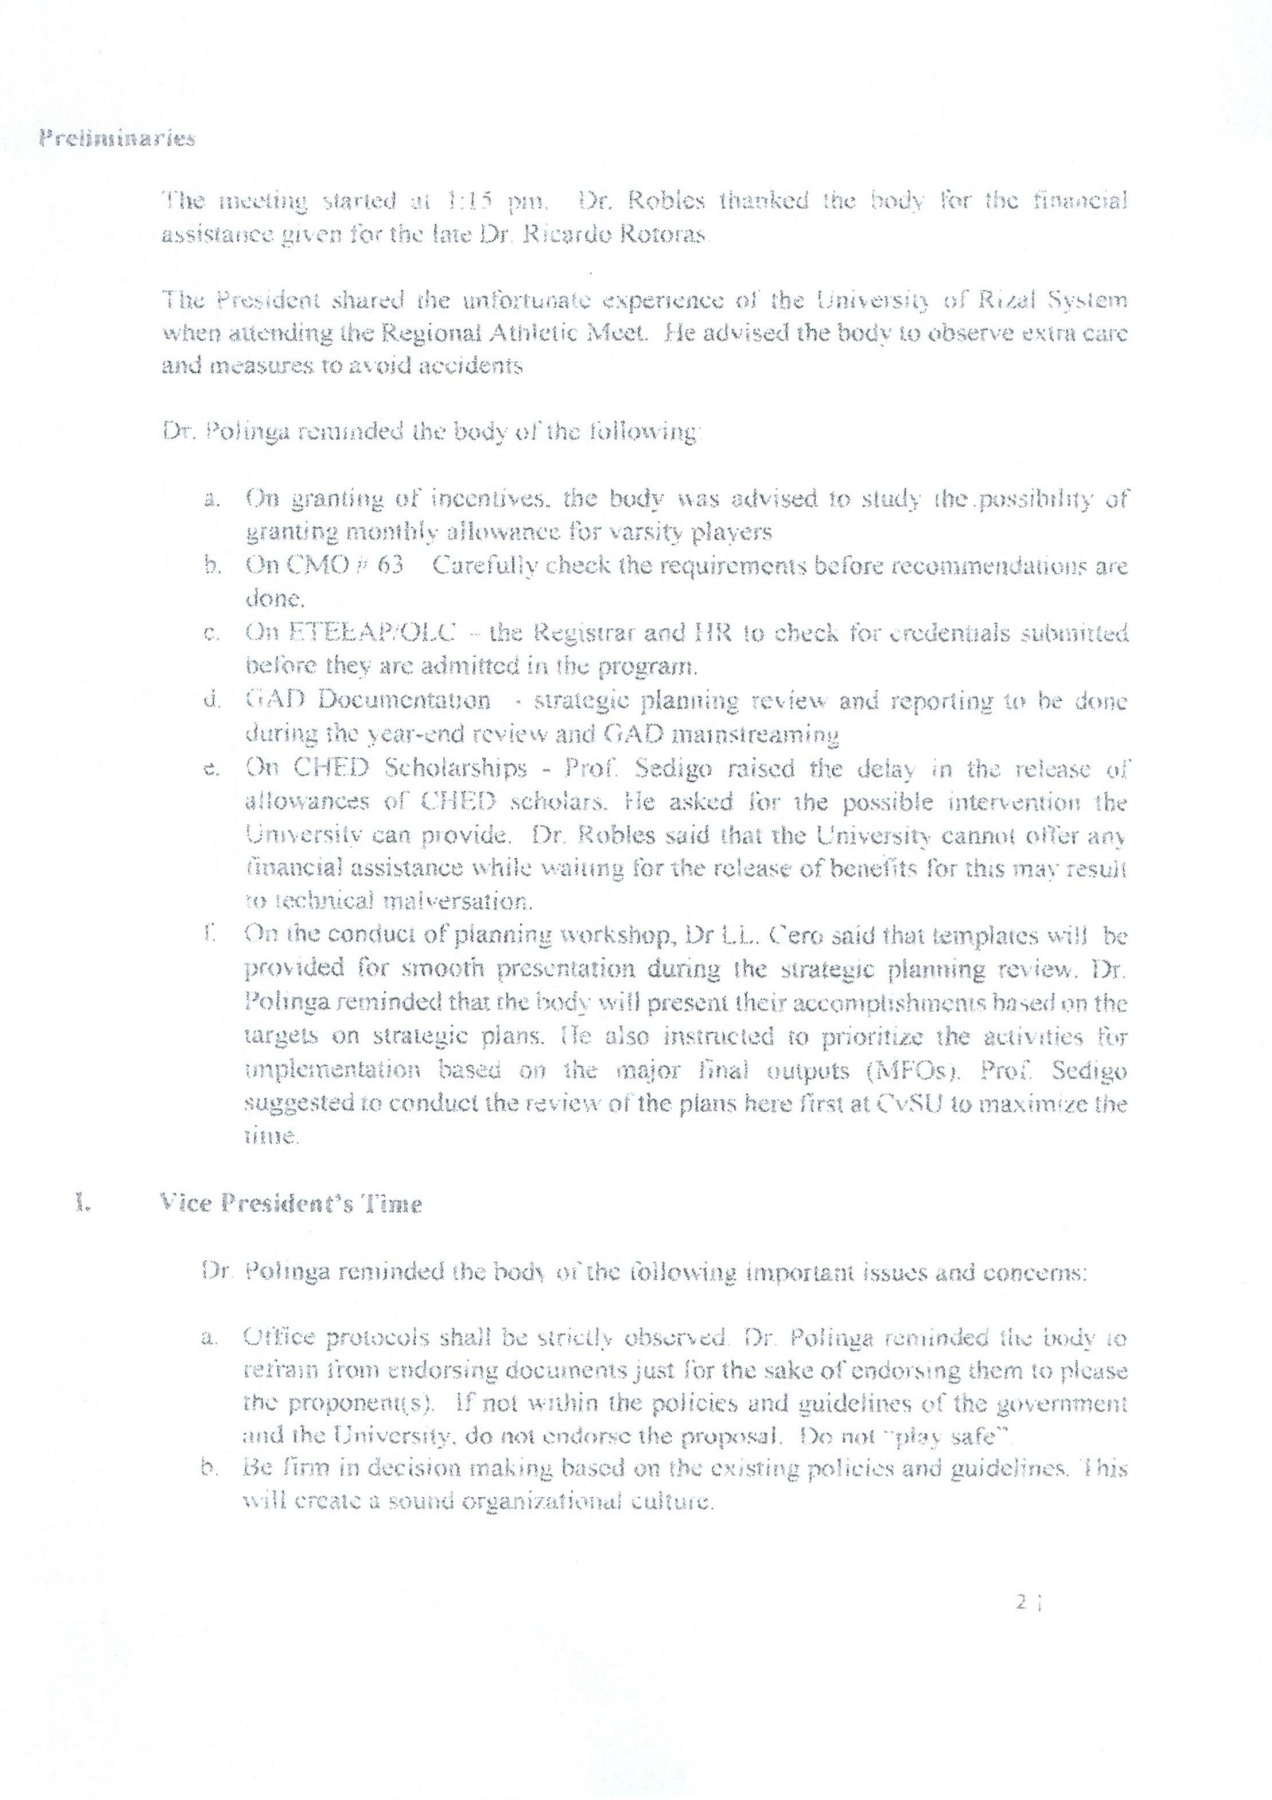 Preliminaries
The meeting started at 1:15 pm. Dr. Robles thanked the body for the financial
assistance given for the late Dr. Ricardo Rotoras
The President shared the unfortunate experience of the University of Rizal System
when attending the Regional Athletic Meet. He advised the body to observe extra care
and measures to avoid accidents
Dr. Polinga reminded the body of the following
a. On granting of incentives, the body was advised to study the possibility of
granting monthly allowance for varsity players
b. On CMO # 63 Carefully check the requirements before recommendations are
done.
c. On ETEEAP/OLC – the Registrar and HR to check for credentials submitted
before they are admitted in the program.
d. GAD Documentation - strategic planning review and reporting to be done
during the year-end review and GAD mainstreaming
e. On CHED Scholarships - Prof. Sedigo raised the delay in the release of
allowances of CHED scholars. He asked for the possible intervention the
University can provide. Dr. Robles said that the University cannot offer any
financial assistance while waiting for the release of benefits for this may result
to technical malversation.
f. On the conduct of planning workshop, Dr LL. Cero said that templates will be
provided for smooth presentation during the strategic planning review. Dr.
Polinga reminded that the body will present their accomplishments based on the
targets on strategic plans. He also instructed to prioritize the activities for
implementation based on the major final outputs (MFOs). Prof. Sedigo
suggested to conduct the review of the plans here first at CvSU to maximize the
time.
I. Vice President's Time
Dr. Polinga reminded the body of the following important issues and concerns:
a. Office protocols shall be strictly observed. Dr. Polinga reminded the body to
refrain from endorsing documents just for the sake of endorsing them to please
the proponent(s). If not within the policies and guidelines of the government
and the University, do not endorse the proposal. Do not "play safe"
b. Be firm in decision making based on the existing policies and guidelines. This
will create a sound organizational culture.
2 |